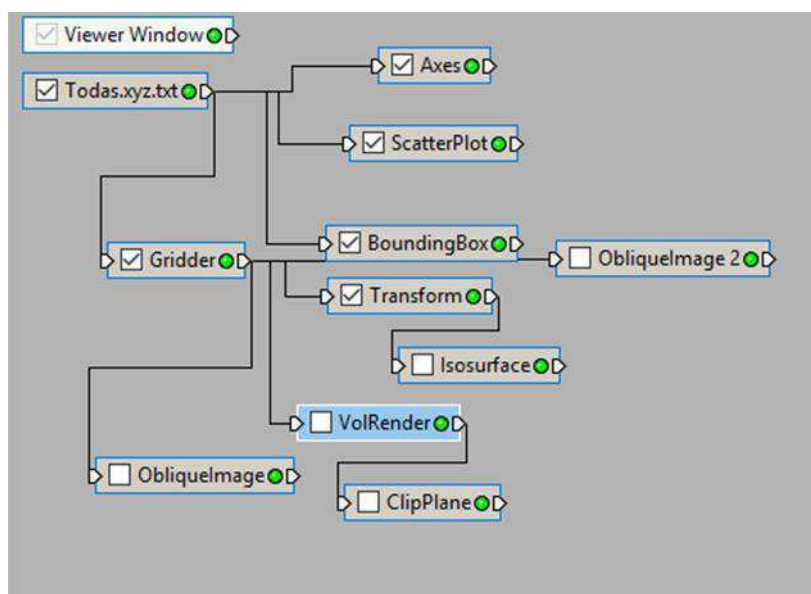 Viewer Window
Axes
Todas.xyz.txt
ScatterPlot
BoundingBox
Gridder
ObliqueImage 2
Transform
Isosurface
VolRender
ObliqueImage
ClipPlane